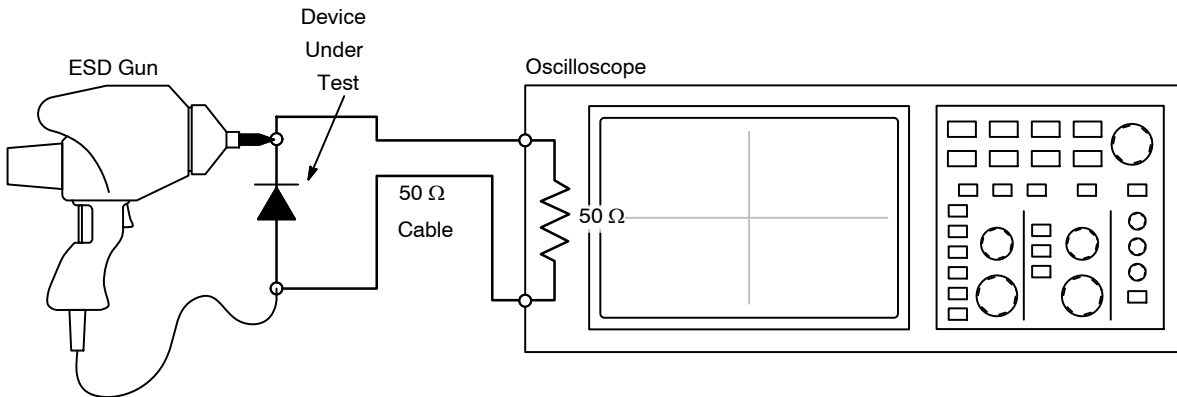 Device
Under
Test
ESD Gun
Oscilloscope
50 Ω
Cable
50 Ω